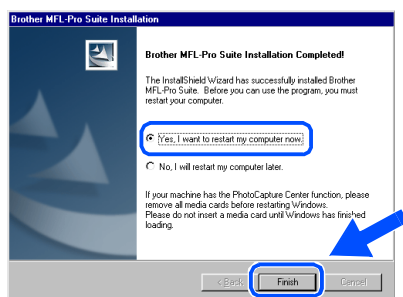 Brother MFL-Pro Suite Installation
Brother MFL-Pro Suite Installation Completed!
The InstallShield Wizard has successfully installed Brother
MFL-Pro Suite. Before you can use the program, you must
restart your computer.
Yes, I want to restart my computer now.
No, I will restart my computer later.
If your machine has the PhotoCapture Center function, please
remove all media cards before restarting Windows.
Please do not insert a media card until Windows has finished
loading.
< Back Finish Cancel